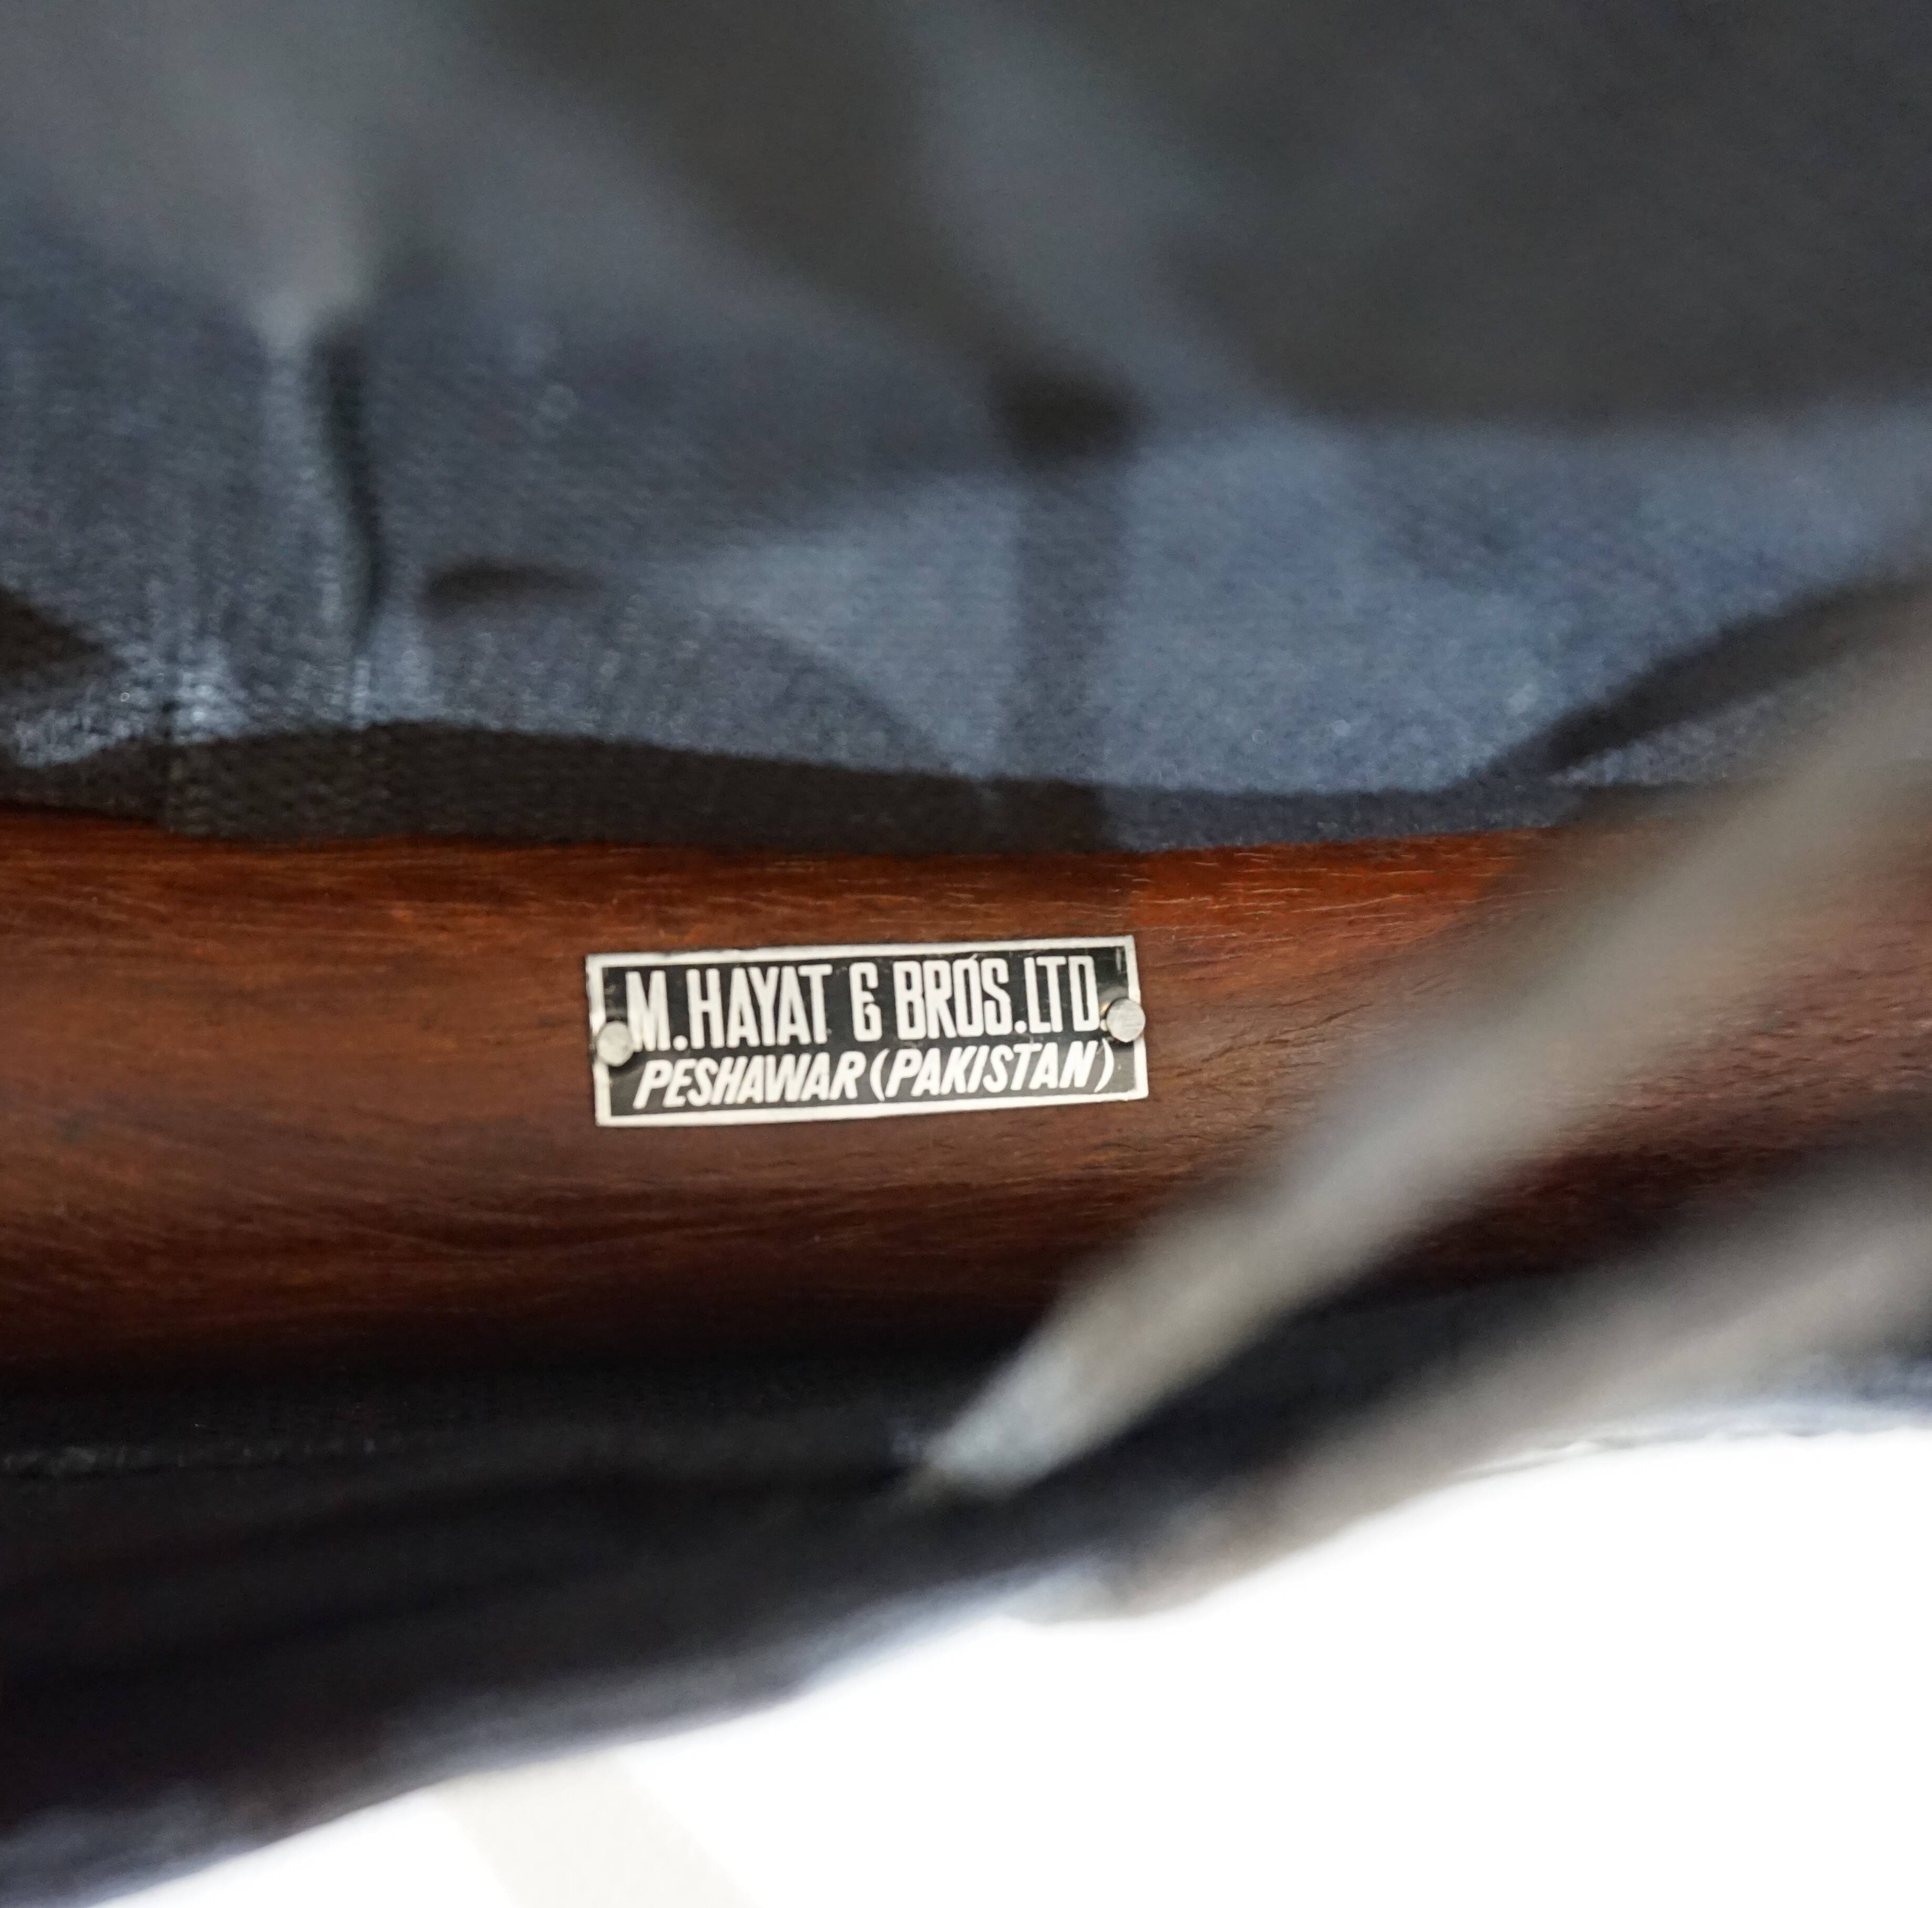 M.HAYAT & BROS.LTD.
PESHAWAR (PAKISTAN)